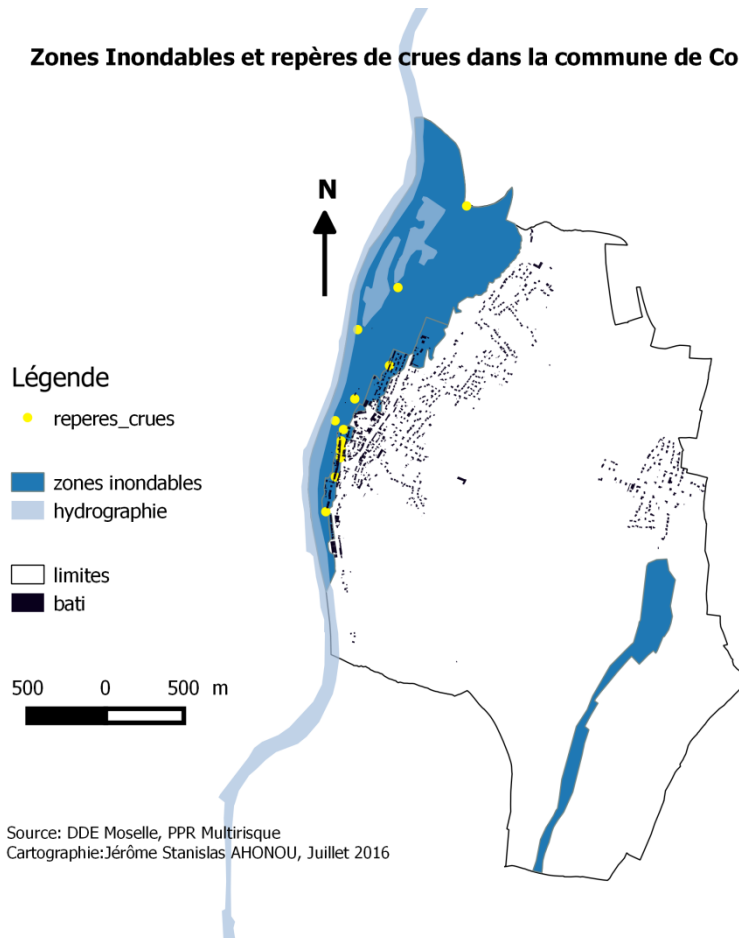 Zones Inondables et repères de crues dans la commune de Co
N
Légende
reperes_crues
zones inondables
hydrographie
limites
bati
500 0 500 m
Source: DDE Moselle, PPR Multirisque
Cartographie:Jérôme Stanislas AHONOU, Juillet 2016